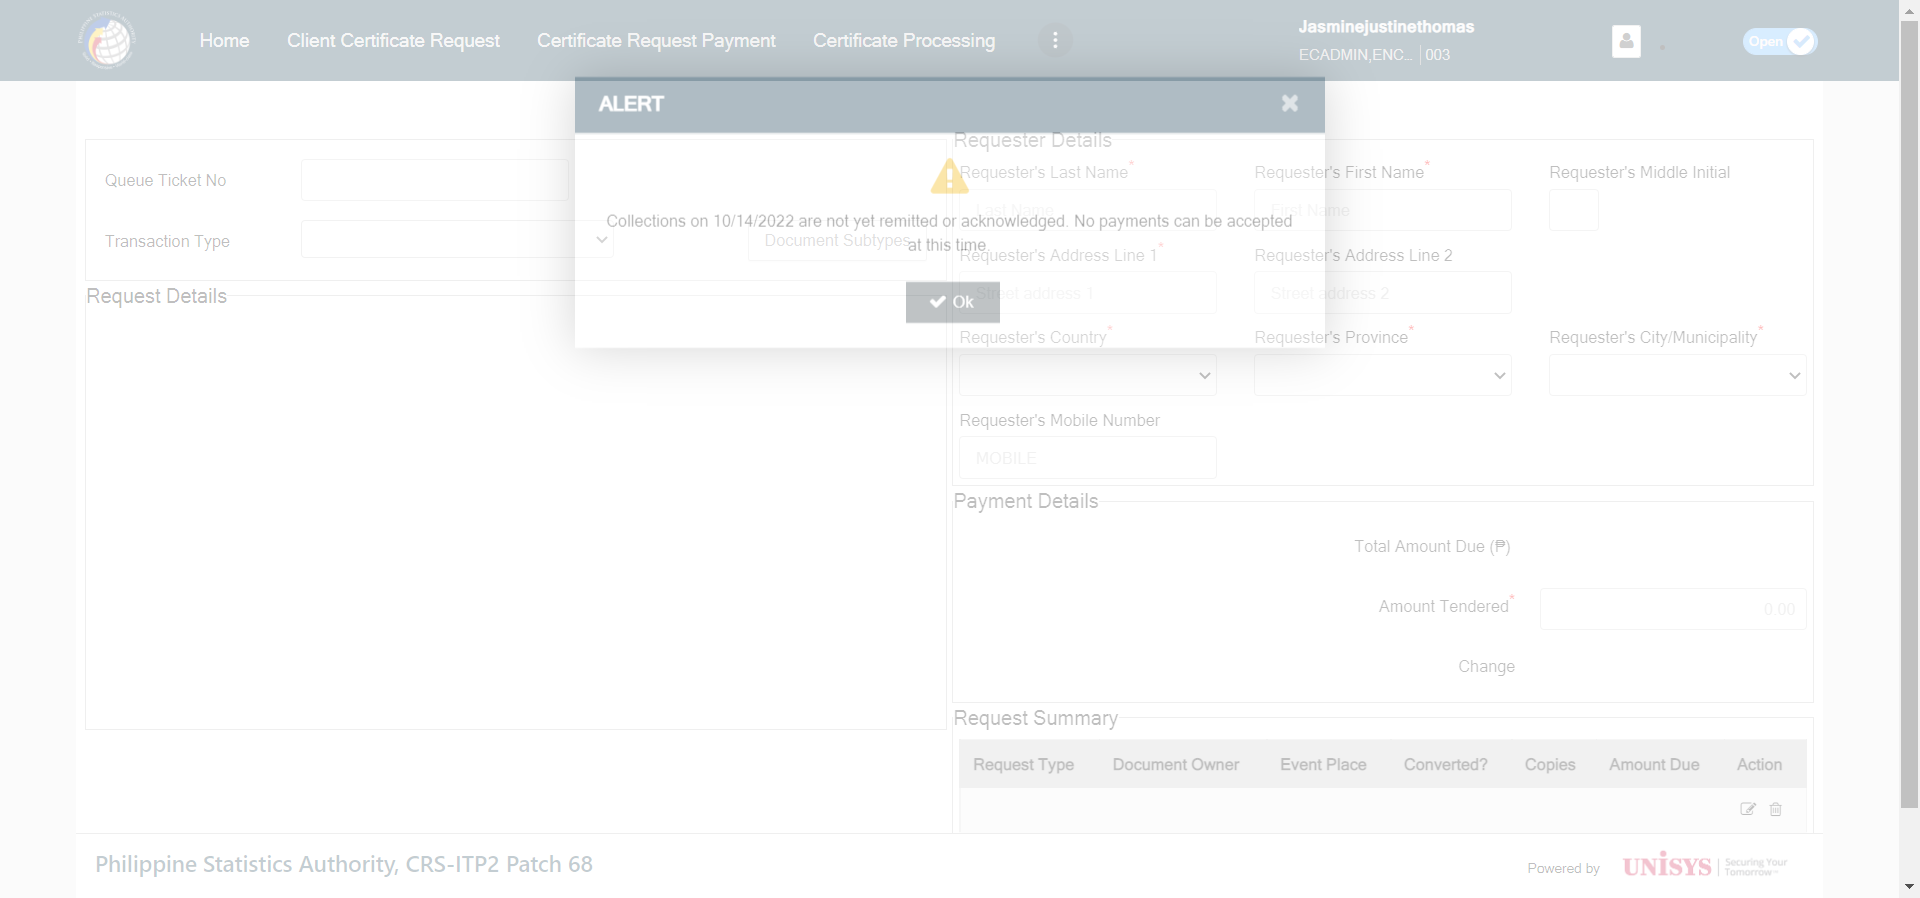 Home
Client Certificate Request
Certificate Request Payment
Certificate Processing
Jasminejustinethomas
ECADMIN,ENC... 003
Open
ALERT
Collections on 10/14/2022 are not yet remitted or acknowledged. No payments can be accepted
at this time.
Ok
Queue Ticket No
Transaction Type
Document Subtypes
Request Details
Requester Details
Requester's Last Name*
Requester's First Name*
Requester's Middle Initial
Last Name
First Name
Requester's Address Line 1*
Requester's Address Line 2
Street address 1
Street address 2
Requester's Country*
Requester's Province*
Requester's City/Municipality*
Requester's Mobile Number
MOBILE
Payment Details
Total Amount Due (₱)
Amount Tendered*
0.00
Change
Request Summary
Request Type
Document Owner
Event Place
Converted?
Copies
Amount Due
Action
Philippine Statistics Authority, CRS-ITP2 Patch 68
Powered by
UNISYS
Securing Your
Tomorrow